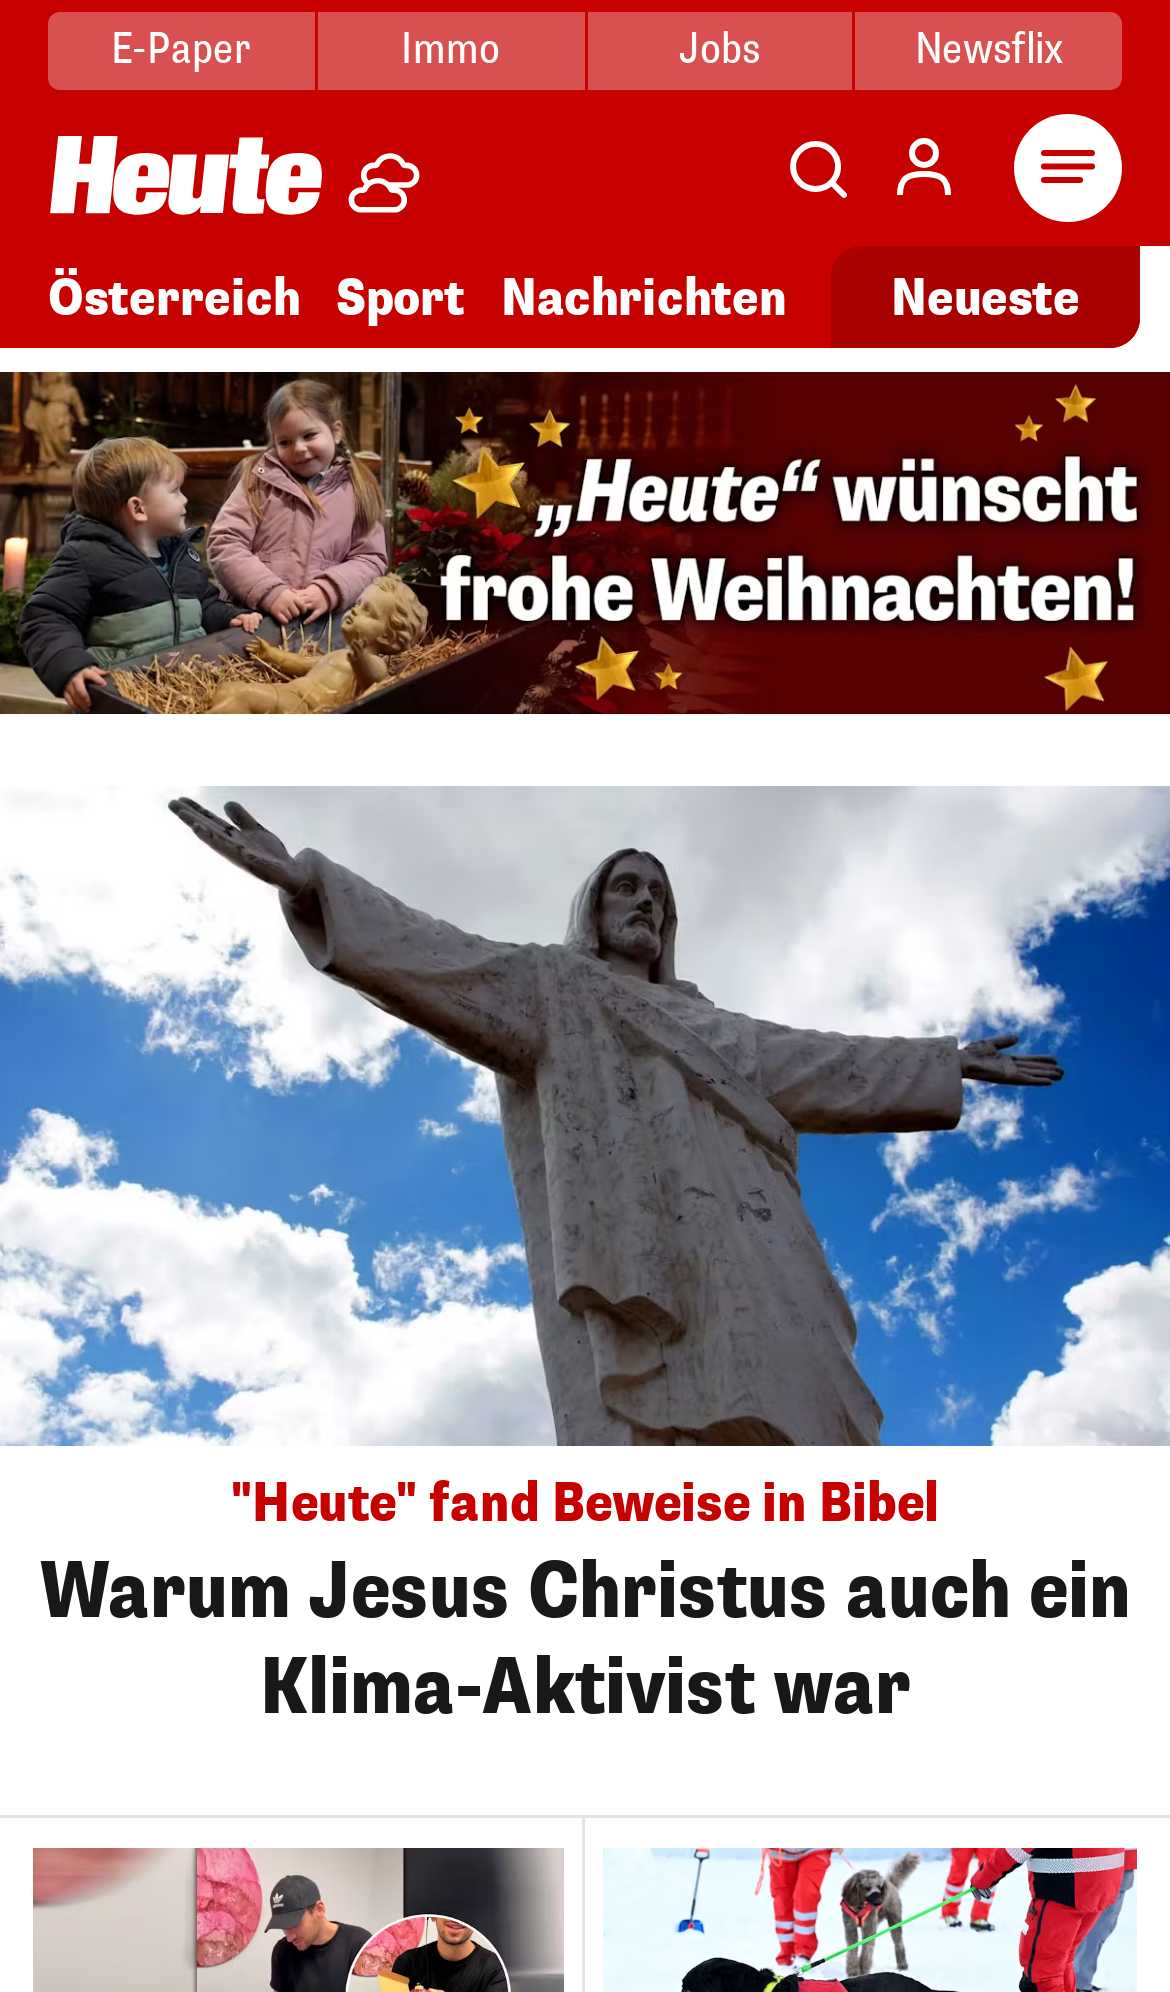 E-Paper
Immo
Jobs
Newsflix
Heute
Österreich
Sport
Nachrichten
Neueste
„Heute“ wünscht
frohe Weihnachten!
"Heute" fand Beweise in Bibel
Warum Jesus Christus auch ein
Klima-Aktivist war